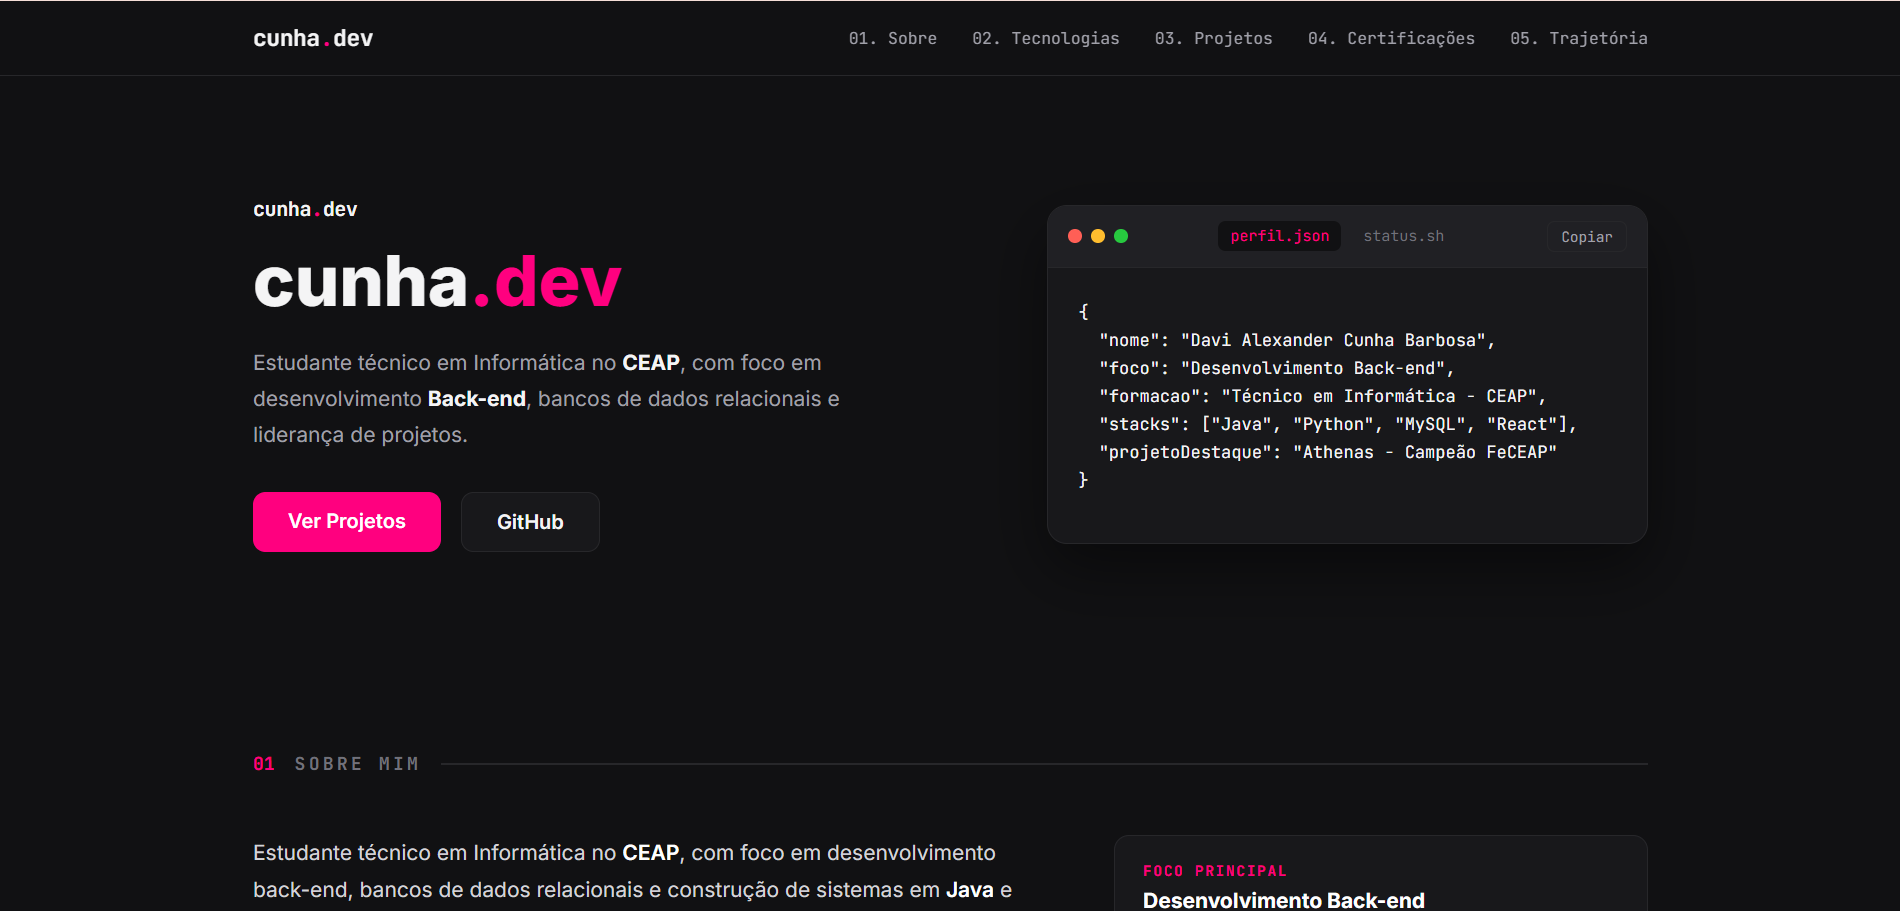 cunha.dev
01. Sobre
02. Tecnologias
03. Projetos
04. Certificações
05. Trajetória
cunha.dev
cunha.dev
Estudante técnico em Informática no CEAP, com foco em
desenvolvimento Back-end, bancos de dados relacionais e
liderança de projetos.
Ver Projetos
GitHub
perfil.json
status.sh
Copiar
{
"nome": "Davi Alexander Cunha Barbosa",
"foco": "Desenvolvimento Back-end",
"formacao": "Técnico em Informática - CEAP",
"stacks": ["Java", "Python", "MySQL", "React"],
"projetoDestaque": "Athenas - Campeão FeCEAP"
}
01 SOBRE MIM
Estudante técnico em Informática no CEAP, com foco em desenvolvimento
back-end, bancos de dados relacionais e construção de sistemas em Java e
FOCO PRINCIPAL
Desenvolvimento Back-end